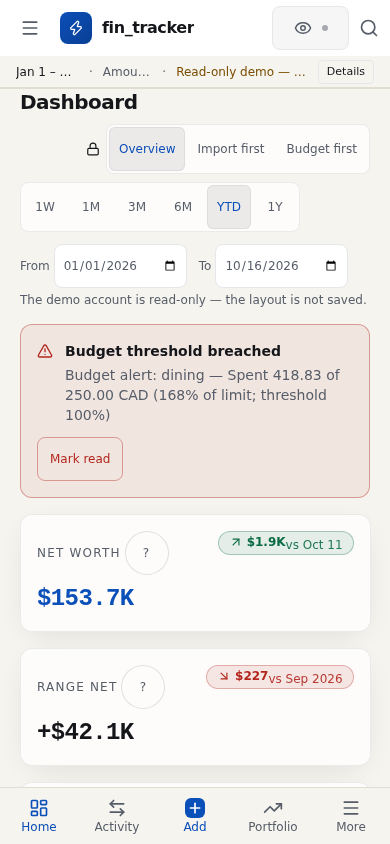 fin_tracker
Jan 1 – ... · Amou... · Read-only demo — ... Details
Dashboard
Overview Import first Budget first
1W 1M 3M 6M YTD 1Y
From 01/01/2026 To 10/16/2026
The demo account is read-only — the layout is not saved.
Budget threshold breached
Budget alert: dining — Spent 418.83 of
250.00 CAD (168% of limit; threshold
100%)
Mark read
NET WORTH ? $1.9K vs Oct 11
$153.7K
RANGE NET ? $227 vs Sep 2026
+$42.1K
Home Activity Add Portfolio More